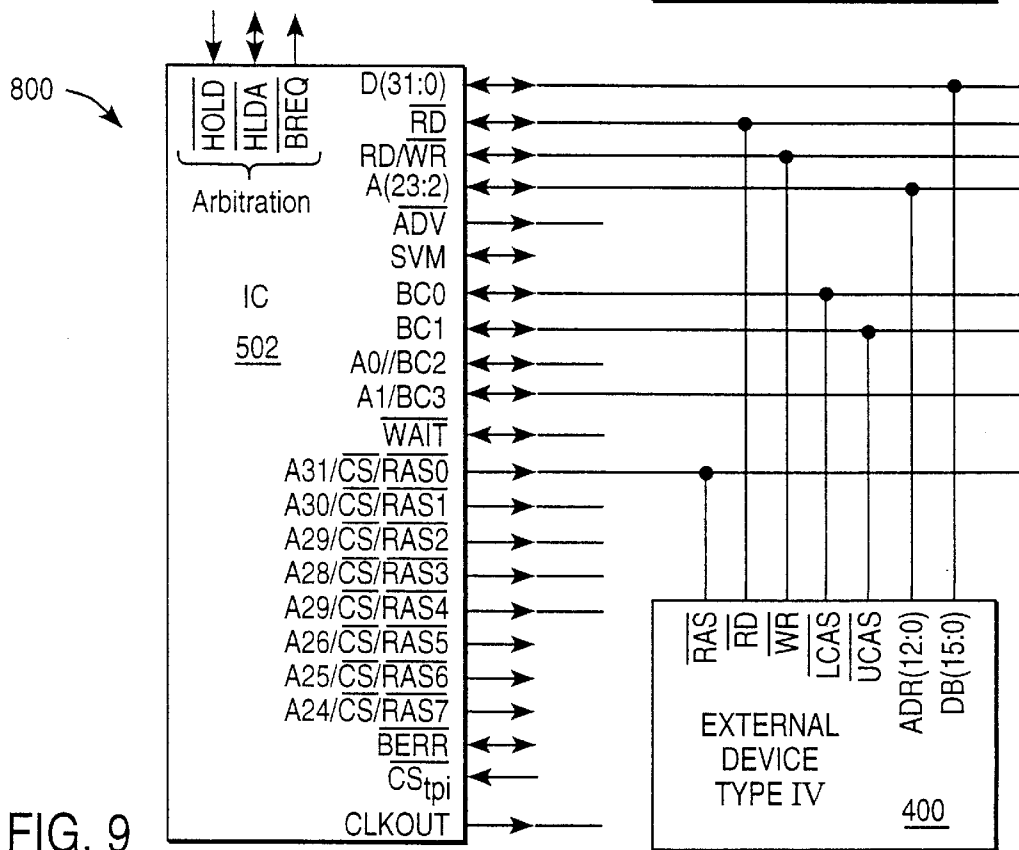 800
HOLD
HLDA
BREQ
Arbitration
IC
502
D(31:0)
RD
RD/WR
A(23:2)
ADV
SVM
BC0
BC1
A0//BC2
A1/BC3
WAIT
A31/CS/RAS0
A30/CS/RAS1
A29/CS/RAS2
A28/CS/RAS3
A29/CS/RAS4
A26/CS/RAS5
A25/CS/RAS6
A24/CS/RAS7
BERR
CStpi
CLKOUT
RAS
RD
WR
LCAS
UCAS
ADR(12:0)
DB(15:0)
EXTERNAL
DEVICE
TYPE IV
400
FIG. 9